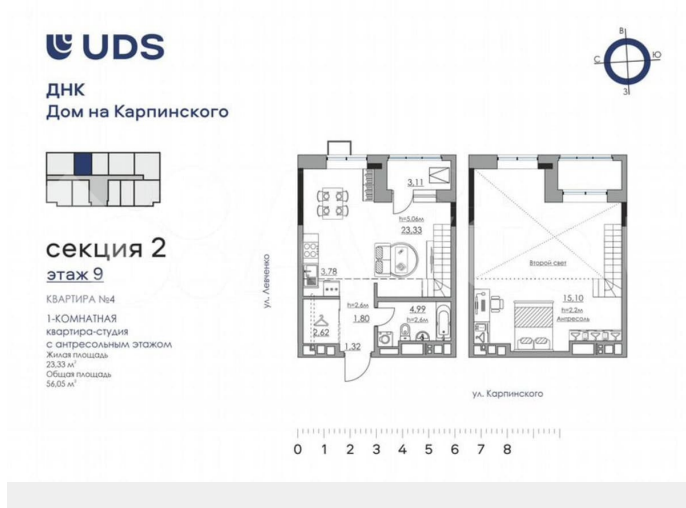 UDS
ДНК
Дом на Карпинского
секция 2
этаж 9
КВАРТИРА №4
1-КОМНАТНАЯ
квартира-студия
с антресольным этажом
Жилая площадь
23,33 м²
Общая площадь
56,05 м²
В
С
Ю
З
ул. Левченко
3.11
h=5.06м
23.33
3.78
h=2.6м
1.80
4.99
h=2.6м
2.62
1.32
Второй свет
15.10
h=2.2м
Антресоль
ул. Карпинского
0 1 2 3 4 5 6 7 8